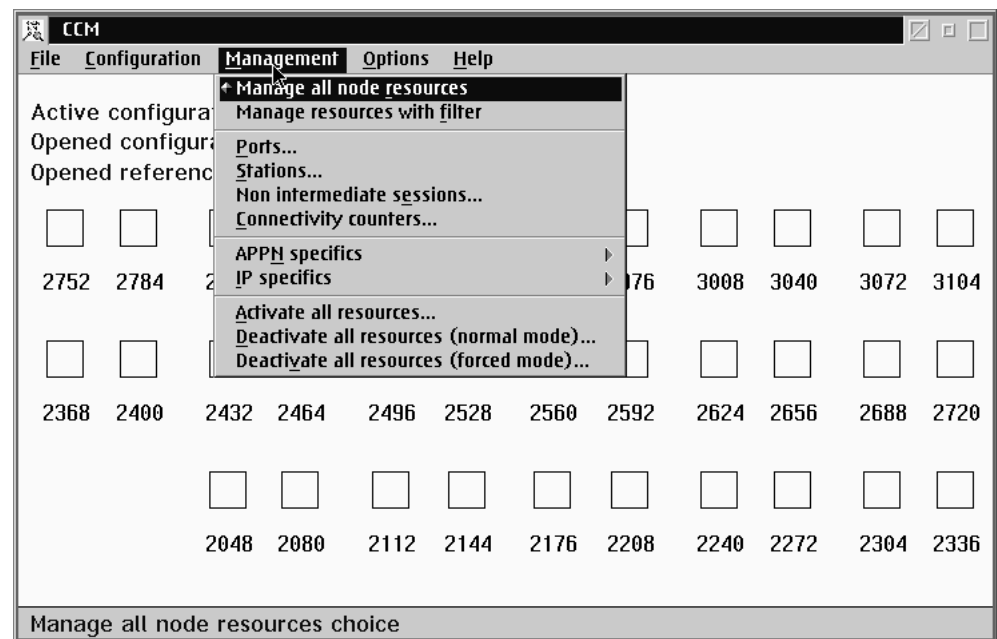 CCM
File Configuration Management Options Help
Manage all node resources
Manage resources with filter
Active configura
Opened configura
Opened referenc
Ports...
Stations...
Non intermediate sessions...
Connectivity counters...
APPN specifics
IP specifics
Activate all resources...
Deactivate all resources (normal mode)...
Deactivate all resources (forced mode)...
2752 2784 2 76 3008 3040 3072 3104
2368 2400 2432 2464 2496 2528 2560 2592 2624 2656 2688 2720
2048 2080 2112 2144 2176 2208 2240 2272 2304 2336
Manage all node resources choice